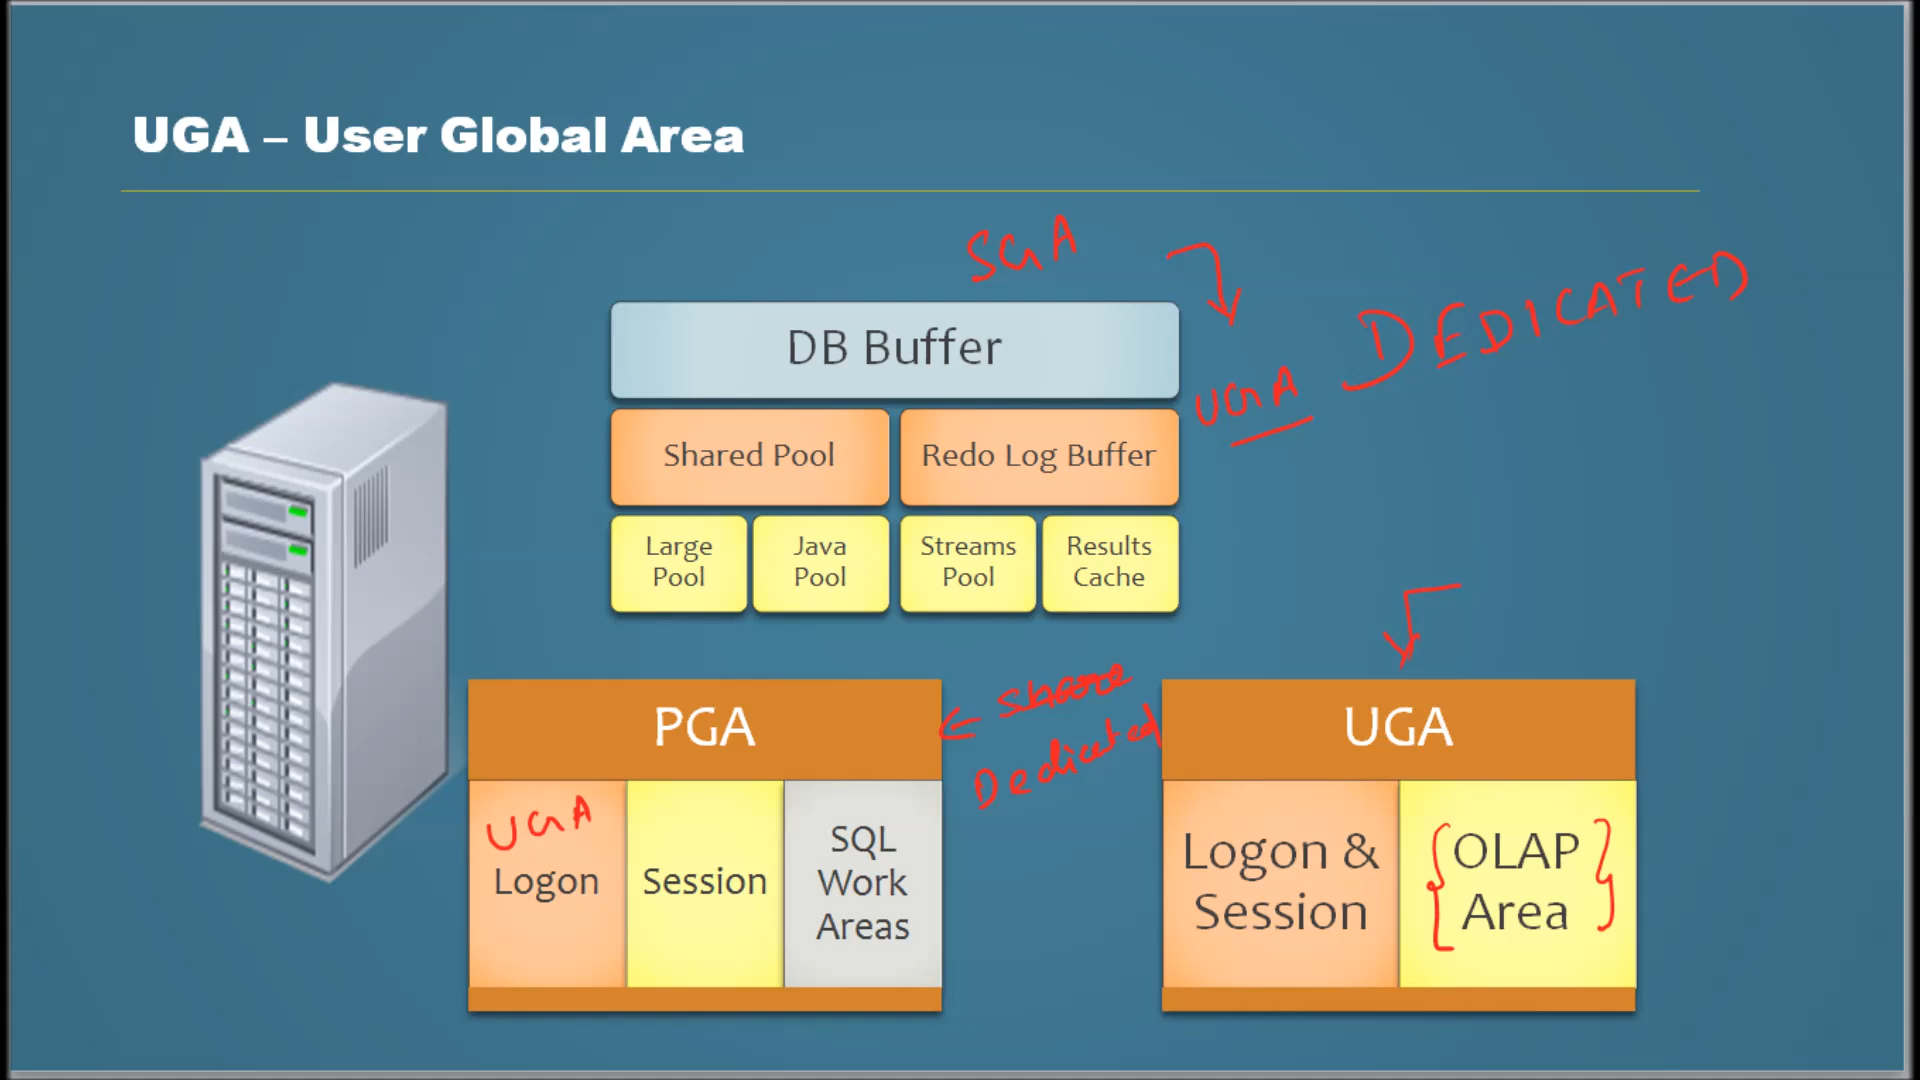 UGA – User Global Area
SGA
DB Buffer
UGA DEDICATED
Shared Pool
Redo Log Buffer
Large
Pool
Java
Pool
Streams
Pool
Results
Cache
PGA
← share
Dedicated
UGA
UGA
Logon
Session
SQL
Work
Areas
Logon &
Session
{OLAP
Area}